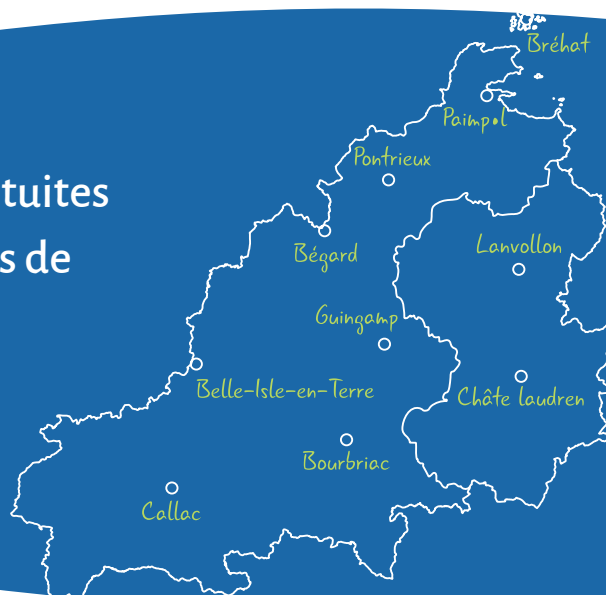 Bréhat
Paimpol
Pontrieux
tuites
s de
Bégard
Lanvollon
Guingamp
Belle-Isle-en-Terre
Châte laudren
Bourbriac
Callac